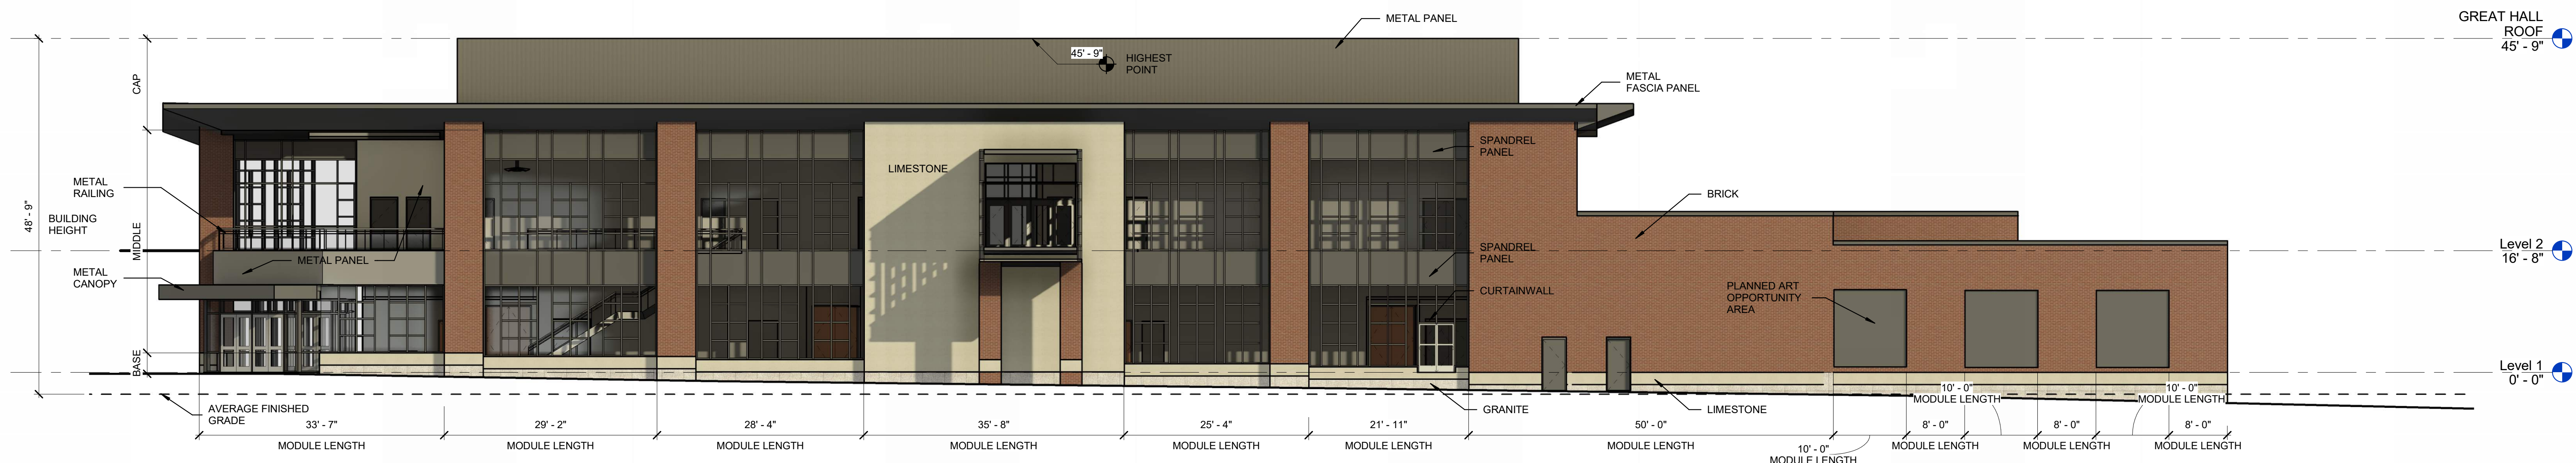 METAL PANEL
GREAT HALL
ROOF
45' - 9"
45' - 9"
HIGHEST
POINT
CAP
METAL
FASCIA PANEL
SPANDREL
PANEL
LIMESTONE
METAL
RAILING
BRICK
48' - 9"
BUILDING
HEIGHT
MIDDLE
METAL PANEL
SPANDREL
PANEL
Level 2
16' - 8"
METAL
CANOPY
CURTAINWALL
PLANNED ART
OPPORTUNITY
AREA
BASE
Level 1
0' - 0"
AVERAGE FINISHED
GRADE
GRANITE
LIMESTONE
10' - 0"
MODULE LENGTH
10' - 0"
MODULE LENGTH
33' - 7"
MODULE LENGTH
29' - 2"
MODULE LENGTH
28' - 4"
MODULE LENGTH
35' - 8"
MODULE LENGTH
25' - 4"
MODULE LENGTH
21' - 11"
MODULE LENGTH
50' - 0"
MODULE LENGTH
10' - 0"
MODULE LENGTH
8' - 0"
MODULE LENGTH
8' - 0"
MODULE LENGTH
8' - 0"
MODULE LENGTH